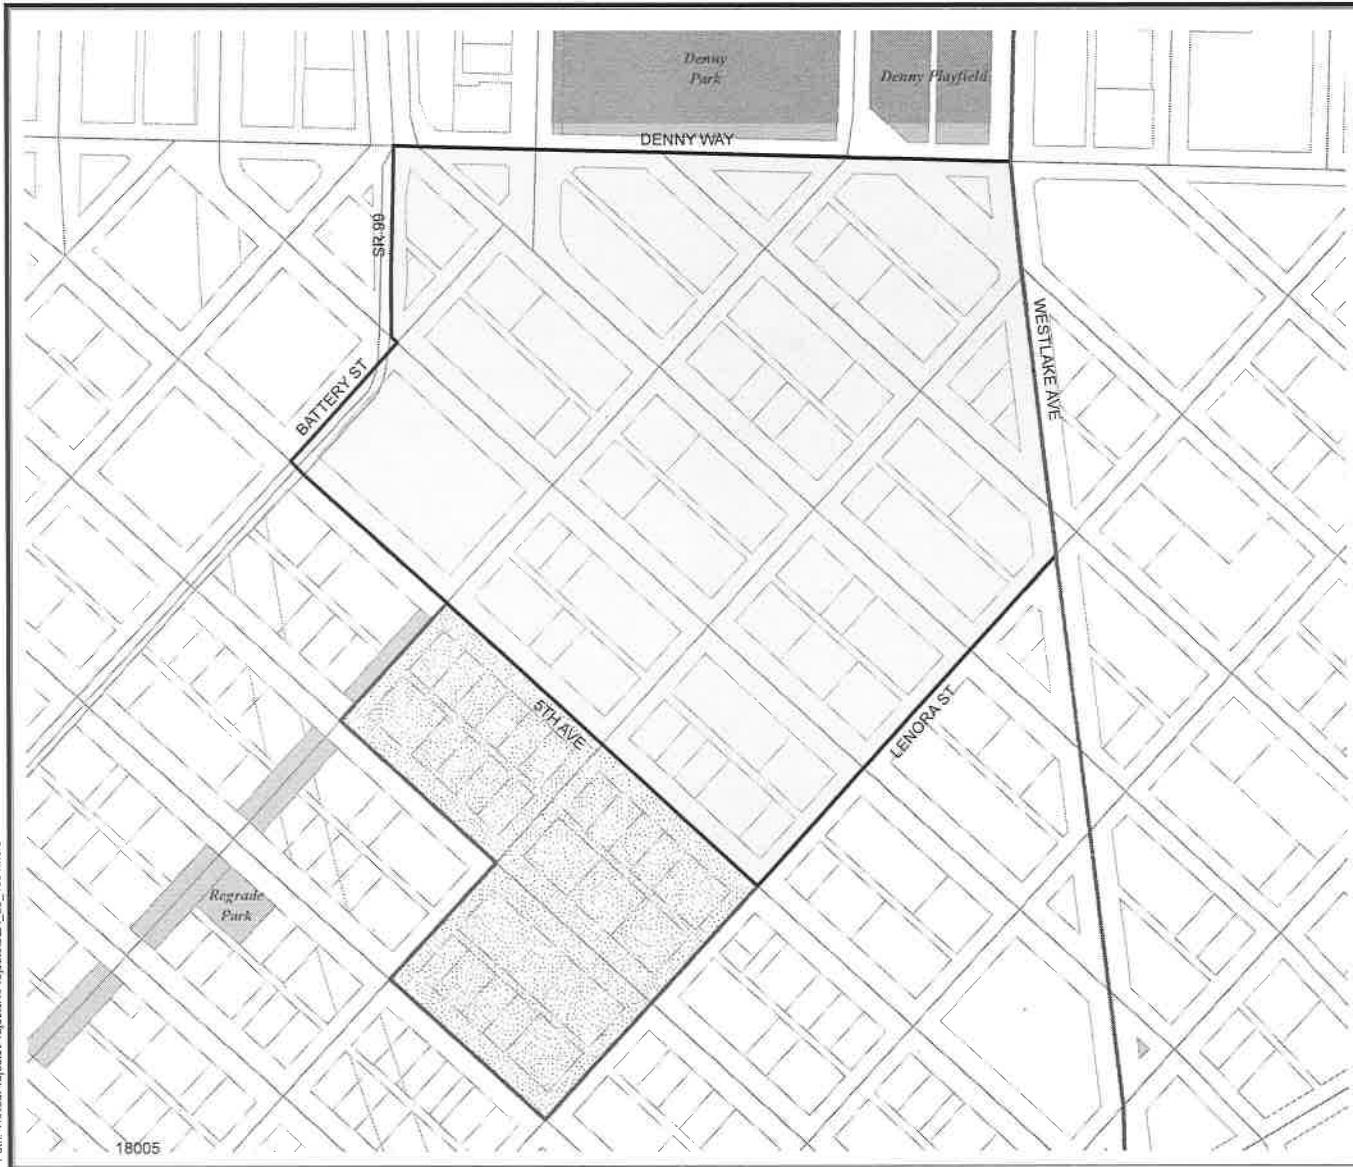 Denny
Park
Denny Playfield
DENNY WAY
SR 99
WESTLAKE AVE
BATTERY ST
5TH AVE
LENORA ST
Regrade
Park
18005